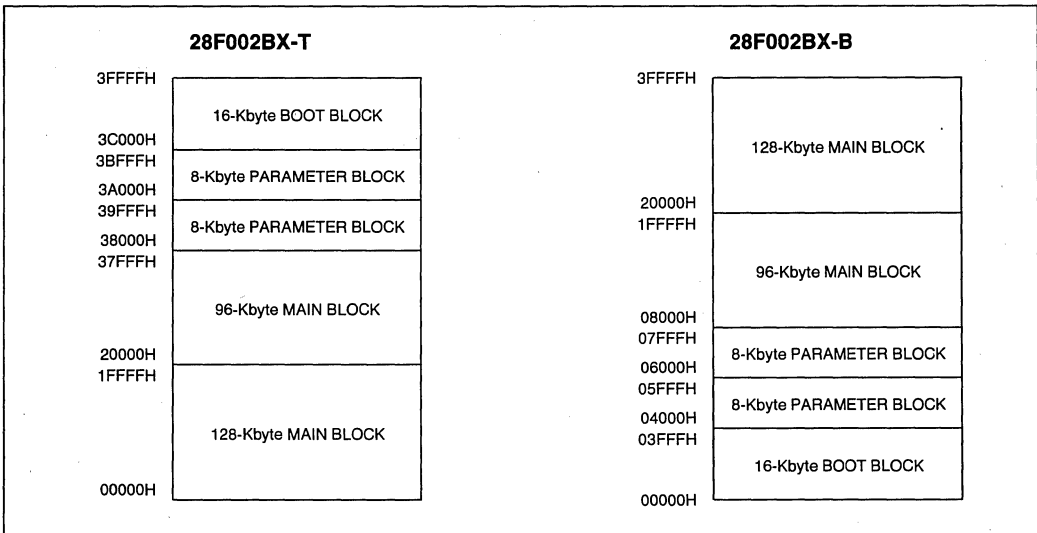 28F002BX-T
3FFFFH
16-Kbyte BOOT BLOCK
3C000H
3BFFFH
8-Kbyte PARAMETER BLOCK
3A000H
39FFFH
8-Kbyte PARAMETER BLOCK
38000H
37FFFH
96-Kbyte MAIN BLOCK
20000H
1FFFFH
128-Kbyte MAIN BLOCK
00000H
28F002BX-B
3FFFFH
128-Kbyte MAIN BLOCK
20000H
1FFFFH
96-Kbyte MAIN BLOCK
08000H
07FFFH
8-Kbyte PARAMETER BLOCK
06000H
05FFFH
8-Kbyte PARAMETER BLOCK
04000H
03FFFH
16-Kbyte BOOT BLOCK
00000H